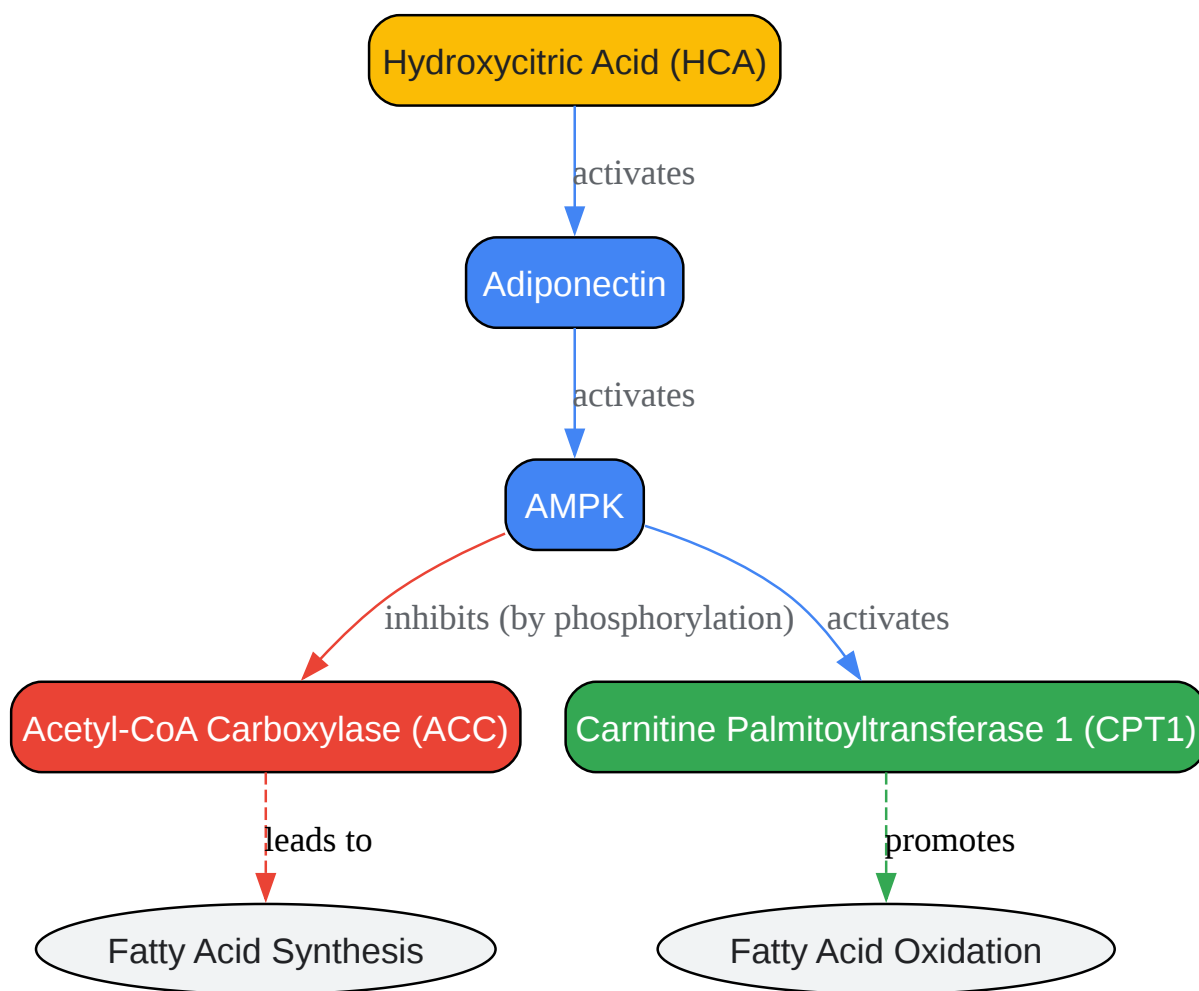 Hydroxycitric Acid (HCA)
activates
Adiponectin
activates
AMPK
inhibits (by phosphorylation)
activates
Acetyl-CoA Carboxylase (ACC)
Carnitine Palmitoyltransferase 1 (CPT1)
leads to
promotes
Fatty Acid Synthesis
Fatty Acid Oxidation